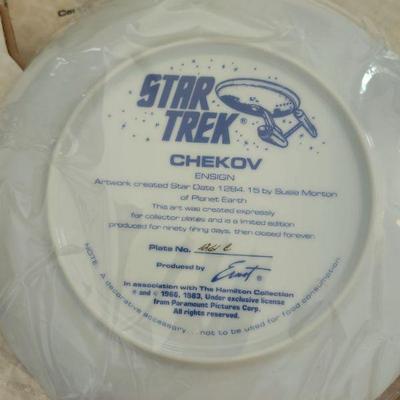 STAR
TREK®
CHEKOV
ENSIGN
Artwork created Star Date 1284.15 by Susie Morton
of Planet Earth
This art was created expressly
for collector plates and is a limited edition
produced for ninety firing days, then closed forever.
Plate No.
Produced by Ernst®
In association with The Hamilton Collection
® and © 1966, 1983, Under exclusive license
from Paramount Pictures Corp.
All rights reserved.
NOTE: A decorative accessory... not to be used for food consumption.